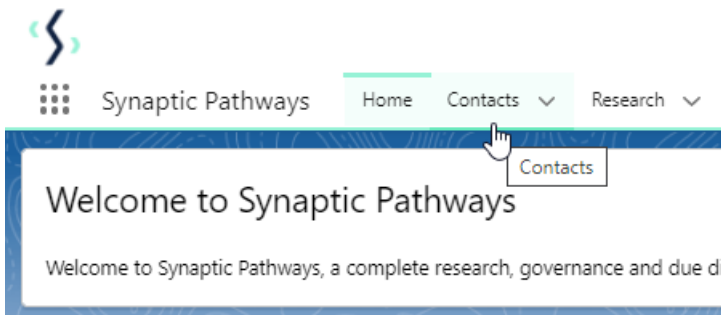 Synaptic Pathways Home Contacts Research
Contacts
Welcome to Synaptic Pathways
Welcome to Synaptic Pathways, a complete research, governance and due